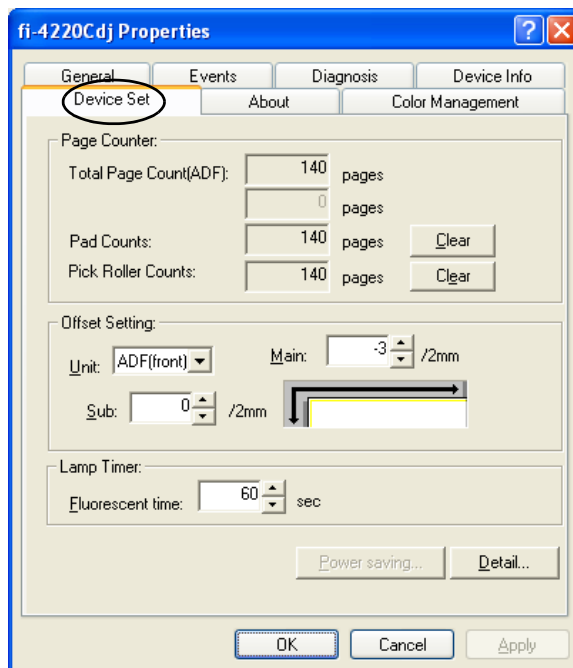 fi-4220Cdj Properties
General Events Diagnosis Device Info
Device Set About Color Management
Page Counter:
Total Page Count(ADF): 140 pages
0 pages
Pad Counts: 140 pages Clear
Pick Roller Counts: 140 pages Clear
Offset Setting:
Unit: ADF(front) Main: -3 /2mm
Sub: 0 /2mm
Lamp Timer:
Fluorescent time: 60 sec
Power saving... Detail...
OK Cancel Apply